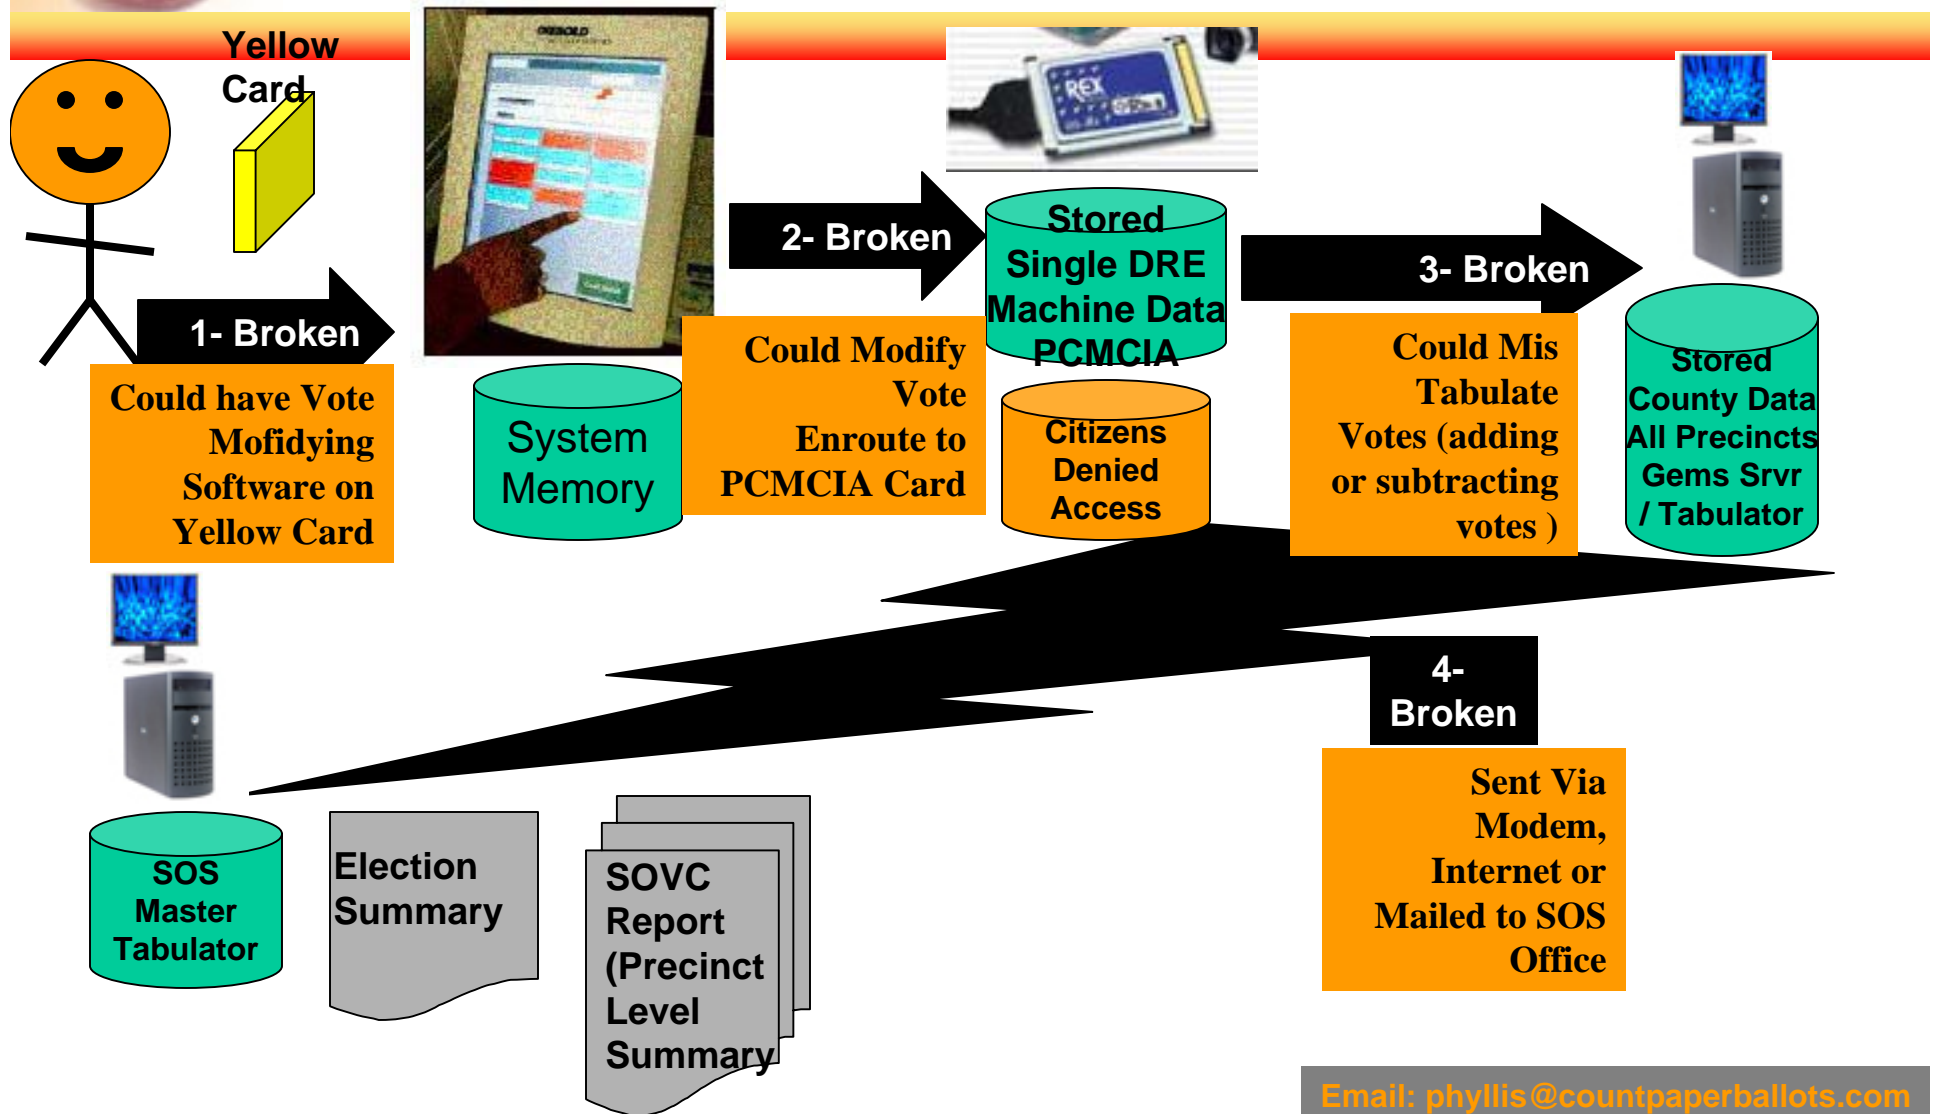 Yellow
Card
DIEBOLD
REX
1- Broken
2- Broken
3- Broken
Stored
Single DRE
Machine Data
PCMCIA
Could have Vote
Mofidying
Software on
Yellow Card
System
Memory
Could Modify
Vote
Enroute to
PCMCIA Card
Citizens
Denied
Access
Could Mis
Tabulate
Votes (adding
or subtracting
votes )
Stored
County Data
All Precincts
Gems Srvr
/ Tabulator
4-
Broken
Sent Via
Modem,
Internet or
Mailed to SOS
Office
SOS
Master
Tabulator
Election
Summary
SOVC
Report
(Precinct
Level
Summary
Email: phyllis@countpaperballots.com